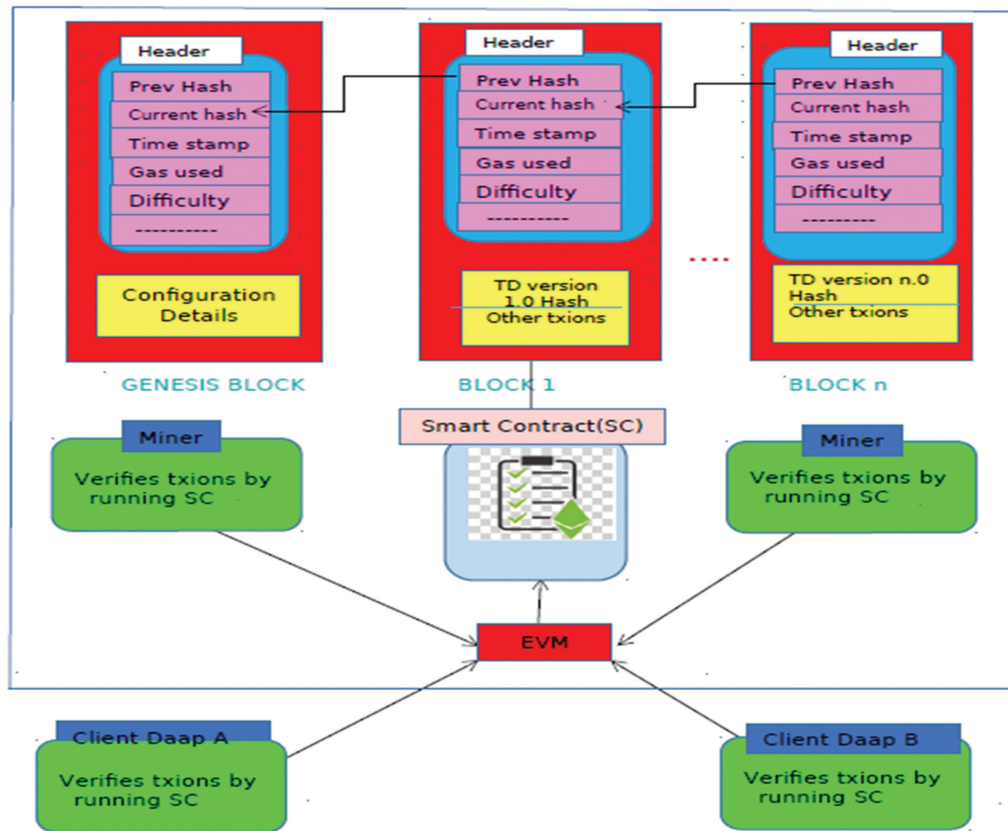 Header
Prev Hash
Current hash
Time stamp
Gas used
Difficulty
----------
Configuration
Details
GENESIS BLOCK
Header
Prev Hash
Current hash
Time stamp
Gas used
Difficulty
----------
TD version
1.0 Hash
Other txions
BLOCK 1
....
Header
Prev Hash
Current hash
Time stamp
Gas used
Difficulty
---------
TD version n.0
Hash
Other txions
BLOCK n
Smart Contract(SC)
Miner
Verifies txions by
running SC
Miner
Verifies txions by
running SC
EVM
Client Daap A
Verifies txions by
running SC
Client Daap B
Verifies txions by
running SC